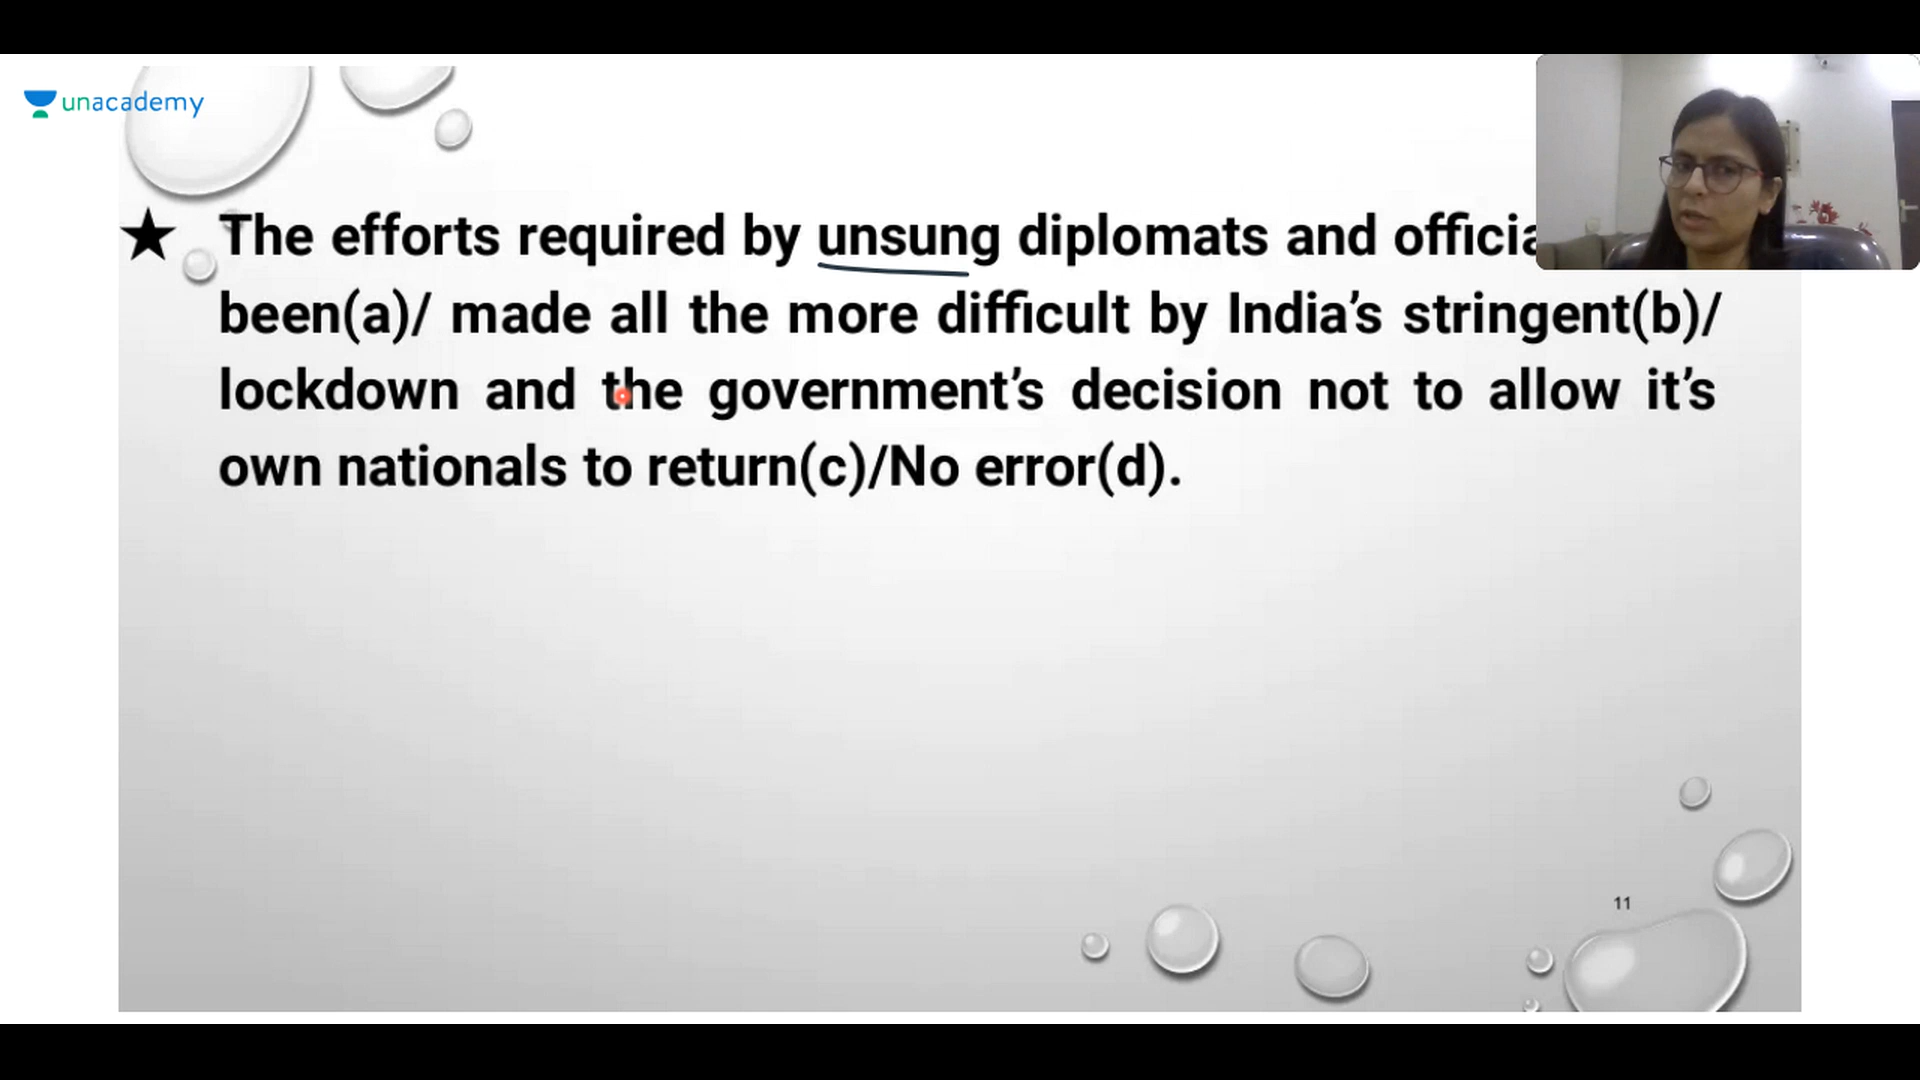 unacademy
★ The efforts required by unsung diplomats and
been(a)/ made all the more difficult by India’s stringent(b)/
lockdown and the government’s decision not to allow it’s
own nationals to return(c)/No error(d).
11